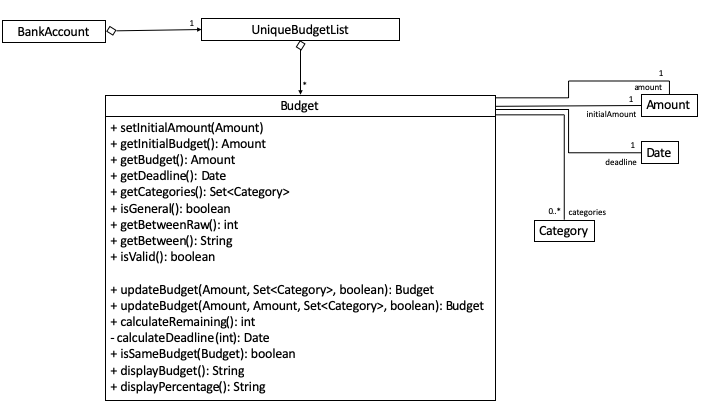 BankAccount
1
UniqueBudgetList
*
Budget
+ setInitialAmount(Amount)
+ getInitialBudget(): Amount
+ getBudget(): Amount
+ getDeadline(): Date
+ getCategories(): Set<Category>
+ isGeneral(): boolean
+ getBetweenRaw(): int
+ getBetween(): String
+ isValid(): boolean
+ updateBudget(Amount, Set<Category>, boolean): Budget
+ updateBudget(Amount, Amount, Set<Category>, boolean): Budget
+ calculateRemaining(): int
- calculateDeadline(int): Date
+ isSameBudget(Budget): boolean
+ displayBudget(): String
+ displayPercentage(): String
1
amount
1
Amount
initialAmount
1
Date
deadline
0..* categories
Category